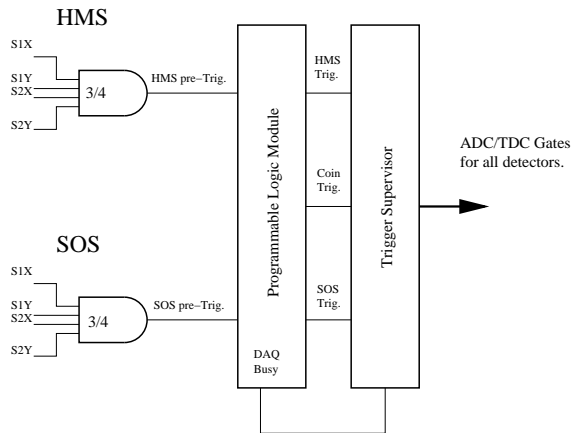 HMS
S1X
S1Y
S2X
S2Y
3/4
HMS pre-Trig.
HMS
Trig.
Programmable Logic Module
Coin
Trig.
Trigger Supervisor
ADC/TDC Gates
for all detectors.
SOS
S1X
S1Y
S2X
S2Y
3/4
SOS pre-Trig.
SOS
Trig.
DAQ
Busy